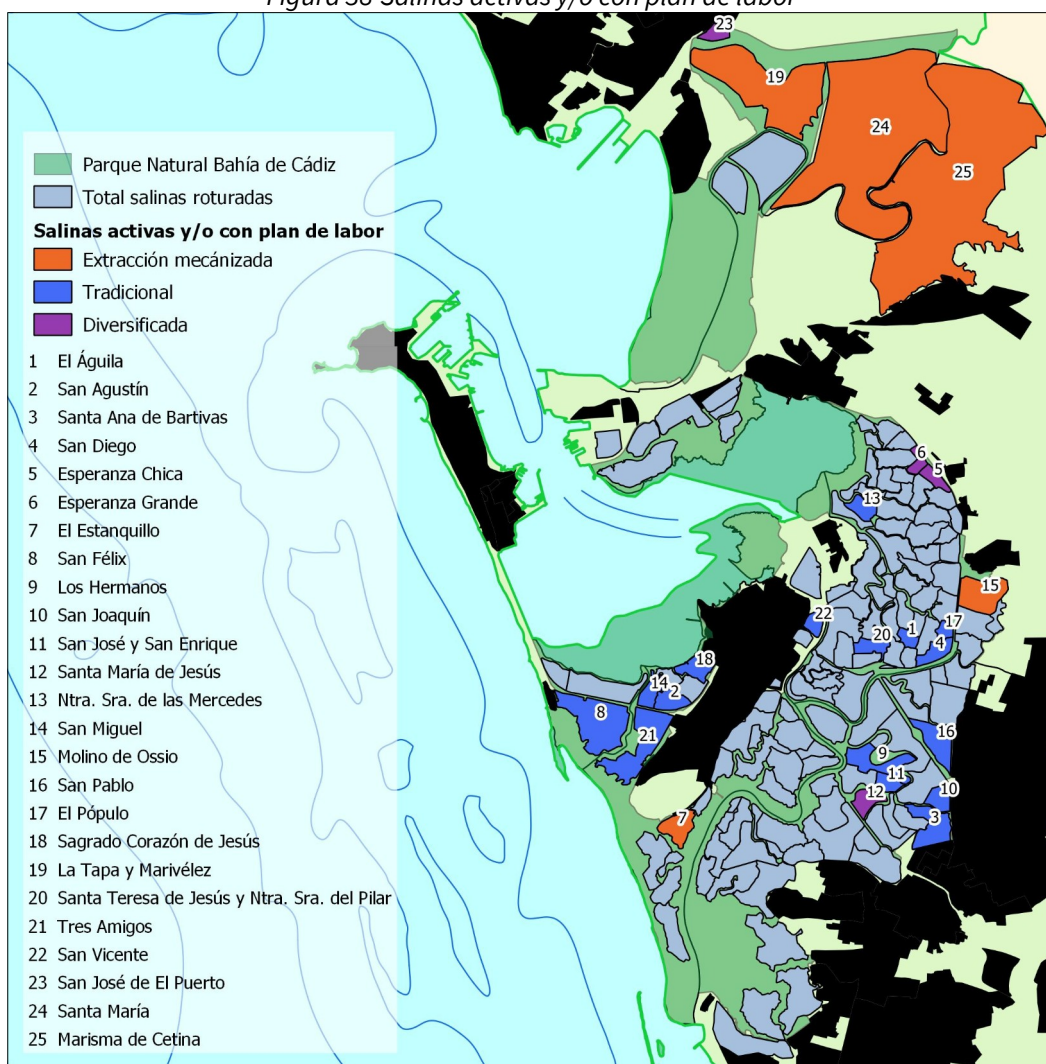 Figura 38 Salinas activas y/o con plan de labor
Parque Natural Bahía de Cádiz
Total salinas roturadas
Salinas activas y/o con plan de labor
Extracción mecánizada
Tradicional
Diversificada
1 El Águila
2 San Agustín
3 Santa Ana de Bartivas
4 San Diego
5 Esperanza Chica
6 Esperanza Grande
7 El Estanquillo
8 San Félix
9 Los Hermanos
10 San Joaquín
11 San José y San Enrique
12 Santa María de Jesús
13 Ntra. Sra. de las Mercedes
14 San Miguel
15 Molino de Ossio
16 San Pablo
17 El Pópulo
18 Sagrado Corazón de Jesús
19 La Tapa y Marivélez
20 Santa Teresa de Jesús y Ntra. Sra. del Pilar
21 Tres Amigos
22 San Vicente
23 San José de El Puerto
24 Santa María
25 Marisma de Cetina
23
19
24
25
6
5
13
15
22
17
1
20
4
18
14
2
8
21
16
9
11
10
12
3
7